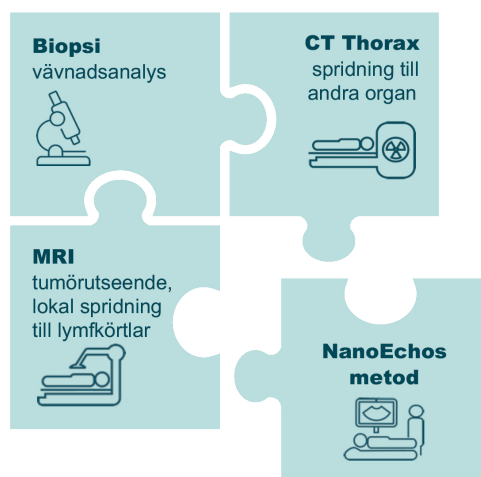 Biopsi
vävnadsanalys
CT Thorax
spridning till
andra organ
MRI
tumörutseende,
lokal spridning
till lymfkörtlar
NanoEchos
metod